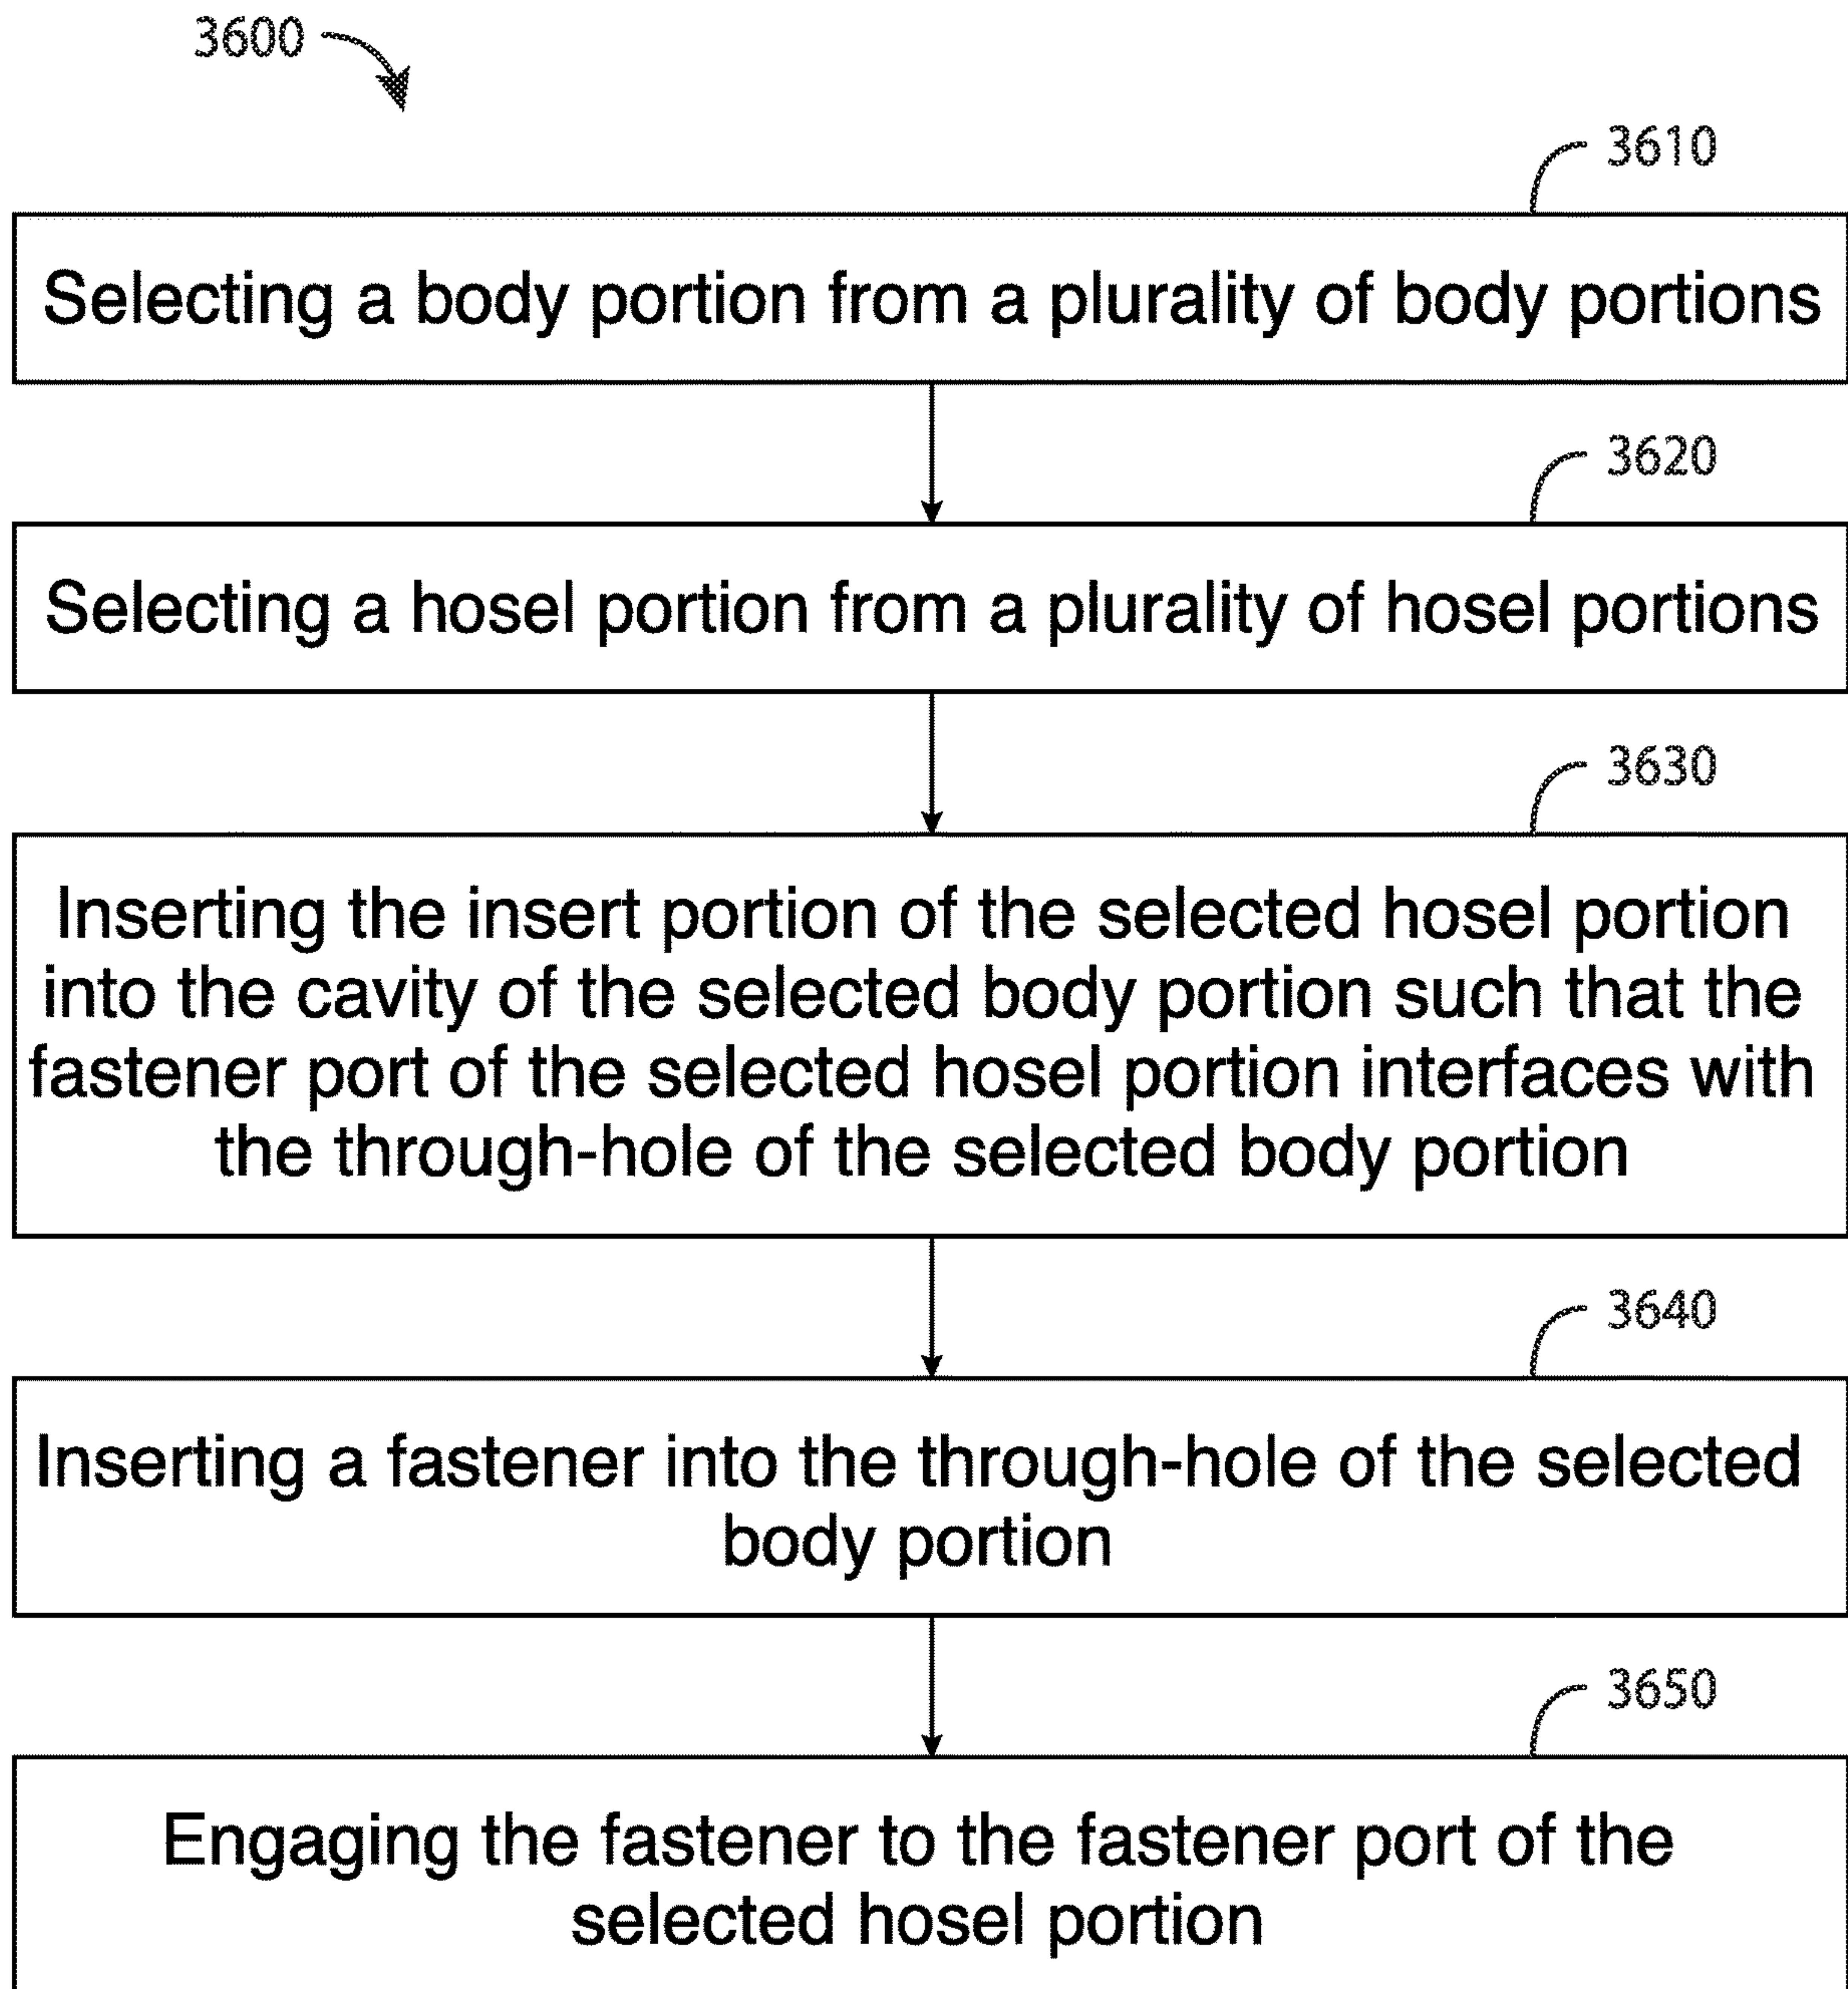 3600
3610
Selecting a body portion from a plurality of body portions
3620
Selecting a hosel portion from a plurality of hosel portions
3630
Inserting the insert portion of the selected hosel portion
into the cavity of the selected body portion such that the
fastener port of the selected hosel portion interfaces with
the through-hole of the selected body portion
3640
Inserting a fastener into the through-hole of the selected
body portion
3650
Engaging the fastener to the fastener port of the
selected hosel portion